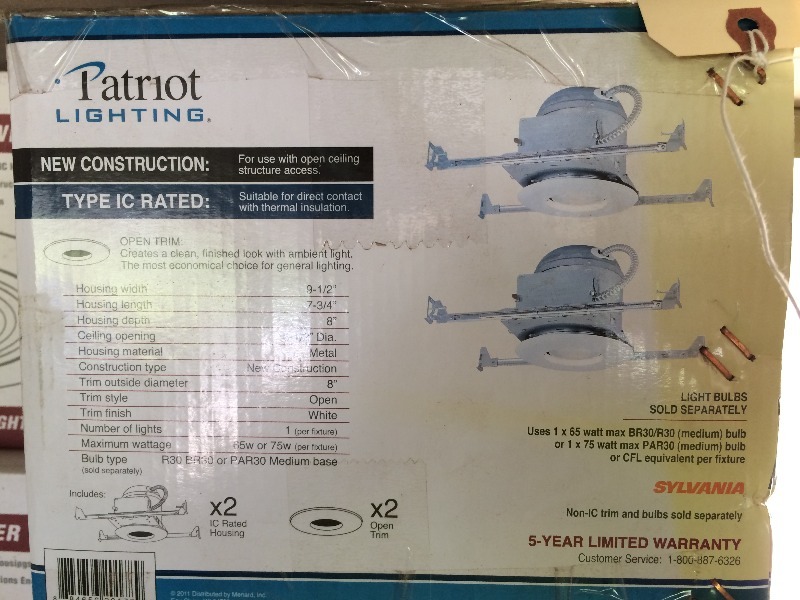 Patriot
LIGHTING®
NEW CONSTRUCTION: For use with open ceiling
structure access.
TYPE IC RATED: Suitable for direct contact
with thermal insulation.
OPEN TRIM:
Creates a clean, finished look with ambient light.
The most economical choice for general lighting.
Housing width 9-1/2"
Housing length 7-3/4"
Housing depth 8"
Ceiling opening " Dia.
Housing material Metal
Construction type New Construction
Trim outside diameter 8"
Trim style Open
Trim finish White
Number of lights 1 (per fixture)
Maximum wattage 65w or 75w (per fixture)
Bulb type R30 BR30 or PAR30 Medium base
(sold separately)
LIGHT BULBS
SOLD SEPARATELY
Uses 1 x 65 watt max BR30/R30 (medium) bulb
or 1 x 75 watt max PAR30 (medium) bulb
or CFL equivalent per fixture
SYLVANIA
Non-IC trim and bulbs sold separately
5-YEAR LIMITED WARRANTY
Customer Service: 1-800-887-6326
Includes:
x2
IC Rated
Housing
x2
Open
Trim
© 2011 Distributed by Menard, Inc.